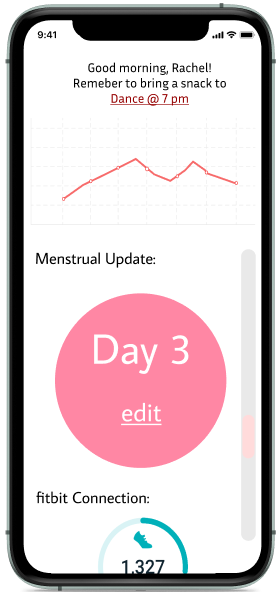 9:41
Good morning, Rachel!
Remeber to bring a snack to
Dance @ 7 pm
Menstrual Update:
Day 3
edit
fitbit Connection:
1,327